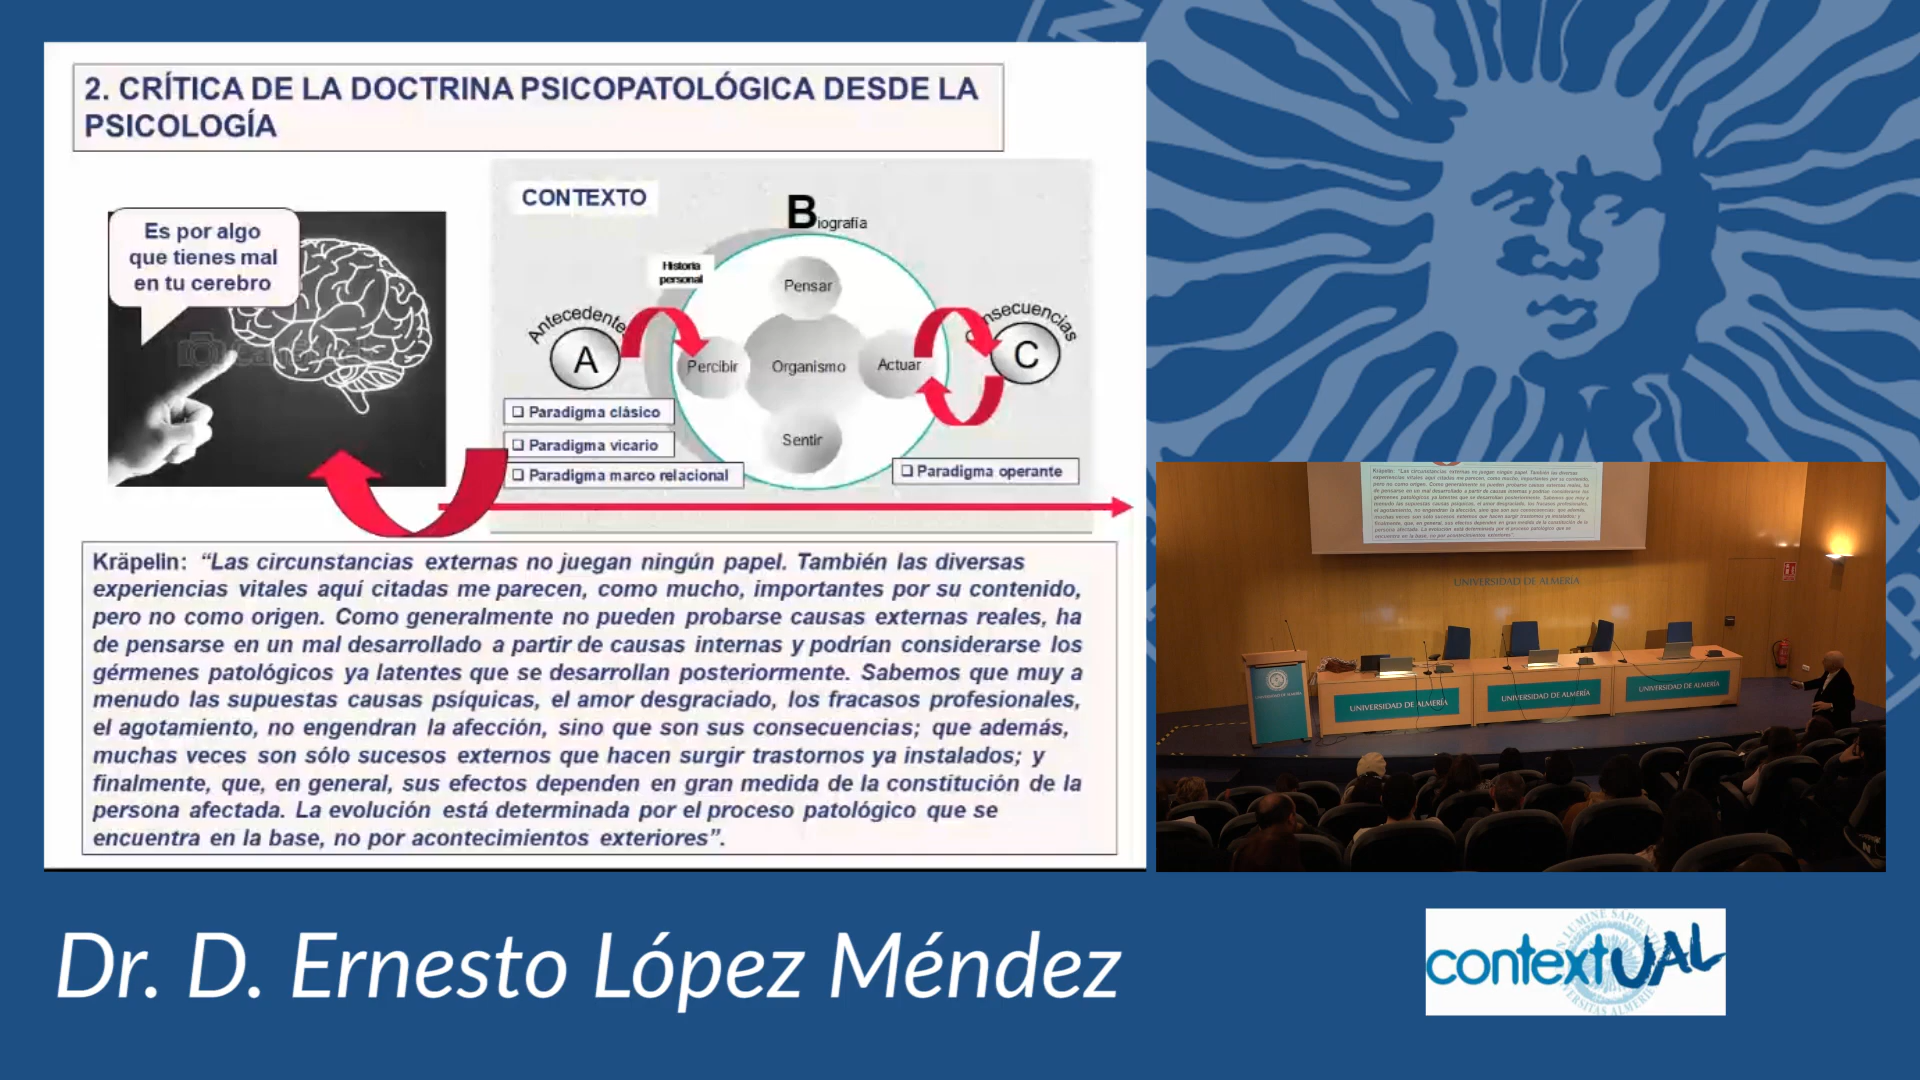 2. CRÍTICA DE LA DOCTRINA PSICOPATOLÓGICA DESDE LA
PSICOLOGÍA
Es por algo
que tienes mal
en tu cerebro
CONTEXTO
Biografía
Historia
personal
Pensar
Antecedente
A
Percibir
Organismo
Actuar
Consecuencias
C
Sentir
Paradigma clásico
Paradigma vicario
Paradigma marco relacional
Paradigma operante
Kräpelin: “Las circunstancias externas no juegan ningún papel. También las diversas
experiencias vitales aquí citadas me parecen, como mucho, importantes por su contenido,
pero no como origen. Como generalmente no pueden probarse causas externas reales, ha
de pensarse en un mal desarrollado a partir de causas internas y podrían considerarse los
gérmenes patológicos ya latentes que se desarrollan posteriormente. Sabemos que muy a
menudo las supuestas causas psíquicas, el amor desgraciado, los fracasos profesionales,
el agotamiento, no engendran la afección, sino que son sus consecuencias; que además,
muchas veces son sólo sucesos externos que hacen surgir trastornos ya instalados; y
finalmente, que, en general, sus efectos dependen en gran medida de la constitución de la
persona afectada. La evolución está determinada por el proceso patológico que se
encuentra en la base, no por acontecimientos exteriores”.
UNIVERSIDAD DE ALMERÍA
UNIVERSIDAD DE ALMERÍA
UNIVERSIDAD DE ALMERÍA
UNIVERSIDAD DE ALMERÍA
Dr. D. Ernesto López Méndez
contextUAL